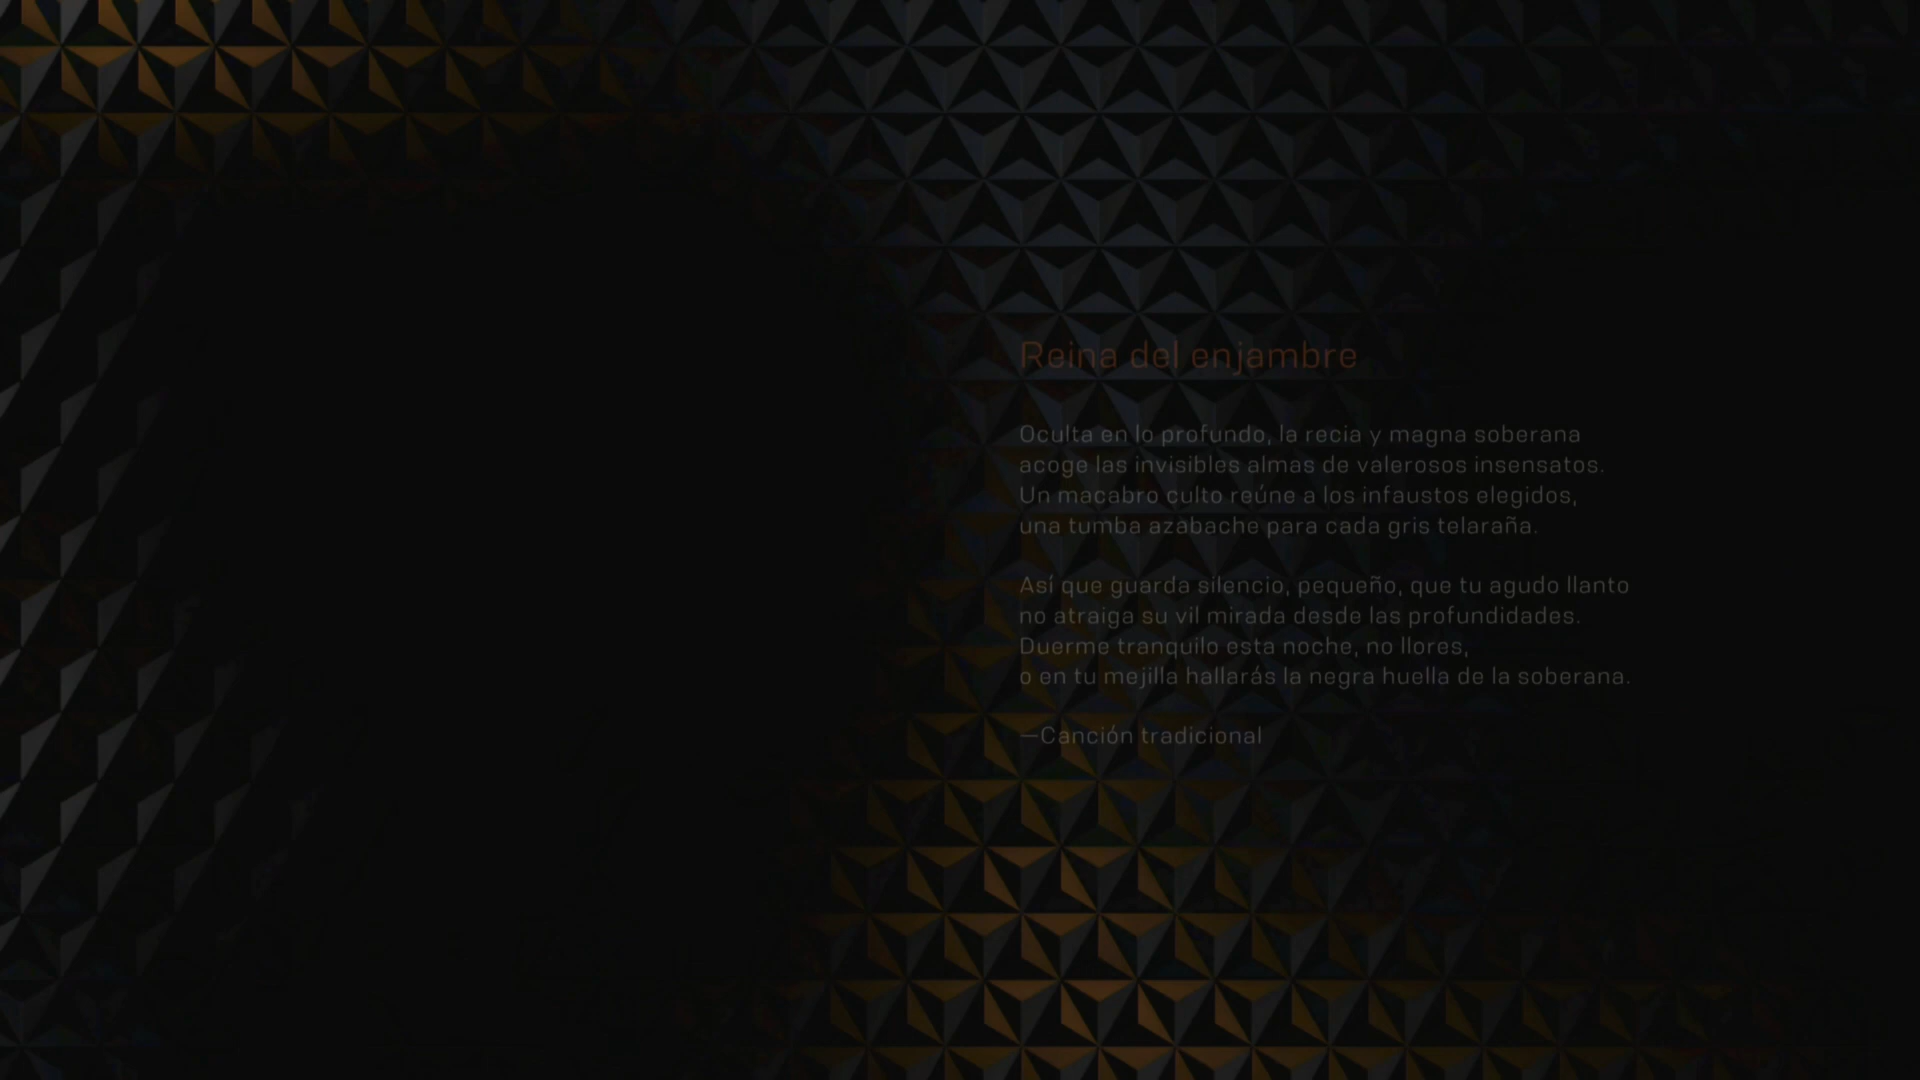 Reina del enjambre
Oculta en lo profundo, la recia y magna soberana
acoge las invisibles almas de valerosos insensatos.
Un macabro culto reúne a los infaustos elegidos,
una tumba azabache para cada gris telaraña.
Así que guarda silencio, pequeño, que tu agudo llanto
no atraiga su vil mirada desde las profundidades.
Duerme tranquilo esta noche, no llores,
o en tu mejilla hallarás la negra huella de la soberana.
—Canción tradicional